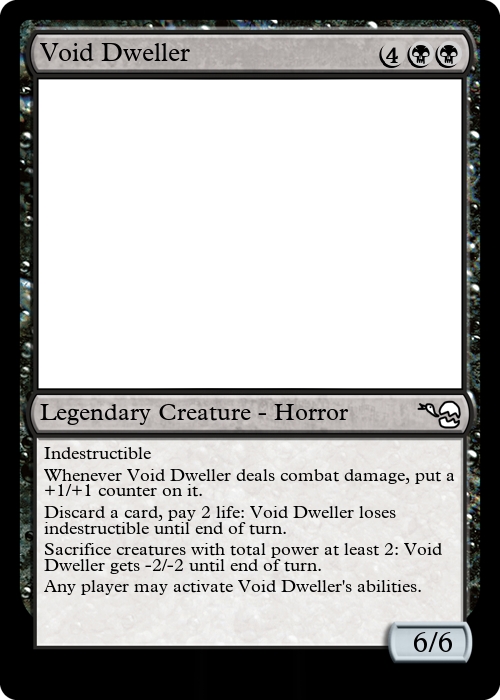 Void Dweller 4
Legendary Creature - Horror
Indestructible
Whenever Void Dweller deals combat damage, put a
+1/+1 counter on it.
Discard a card, pay 2 life: Void Dweller loses
indestructible until end of turn.
Sacrifice creatures with total power at least 2: Void
Dweller gets -2/-2 until end of turn.
Any player may activate Void Dweller's abilities.
6/6